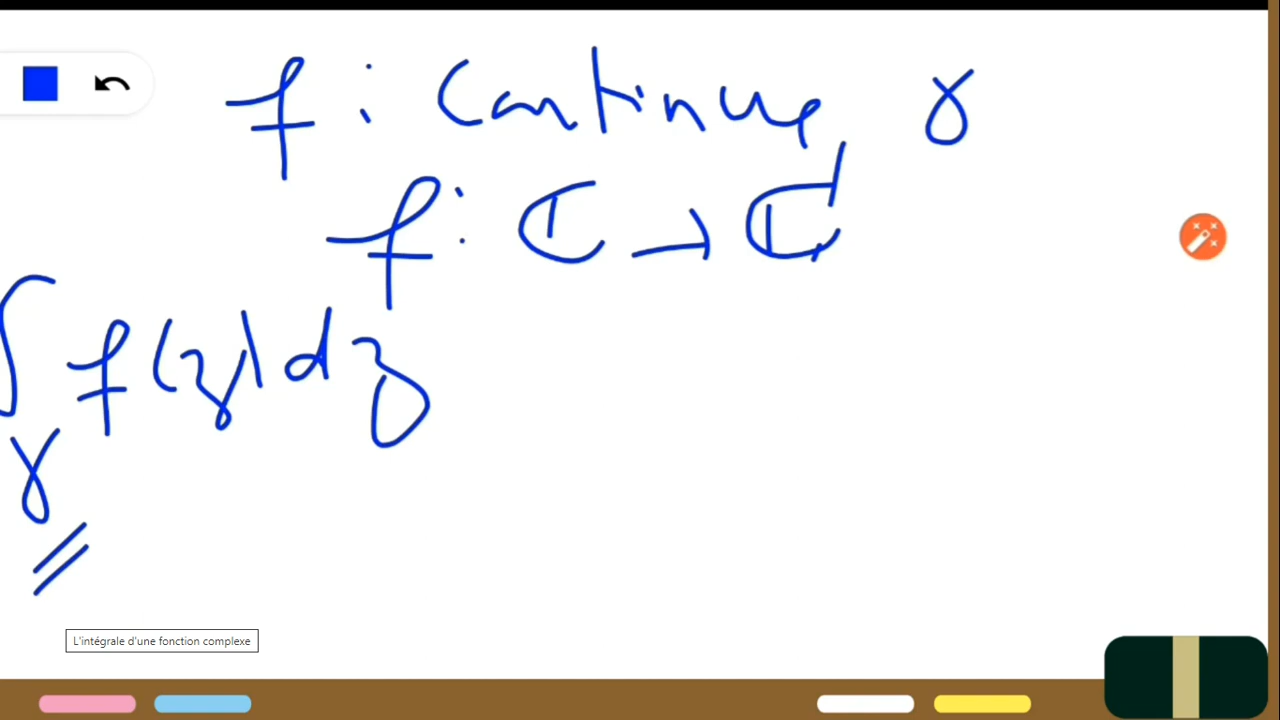 f : Continue γ
f : ℂ → ℂ
∫γ f(z) dz
L'intégrale d'une fonction complexe